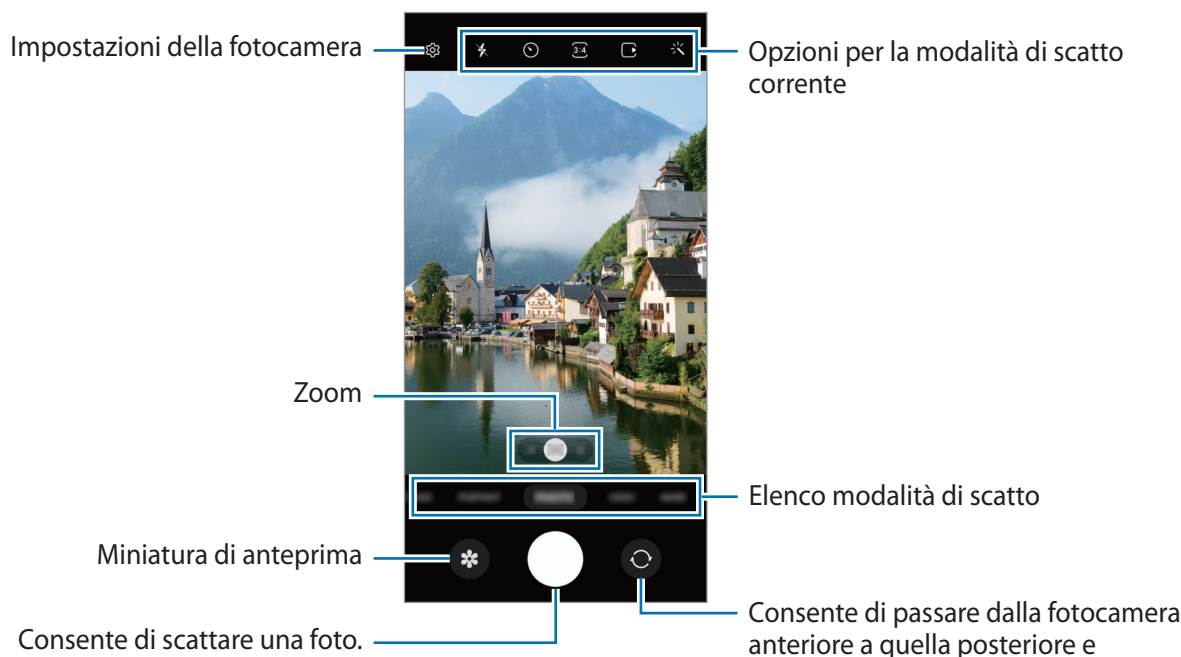 Impostazioni della fotocamera
3:4
Opzioni per la modalità di scatto
corrente
Zoom
Elenco modalità di scatto
Miniatura di anteprima
Consente di scattare una foto.
Consente di passare dalla fotocamera
anteriore a quella posteriore e